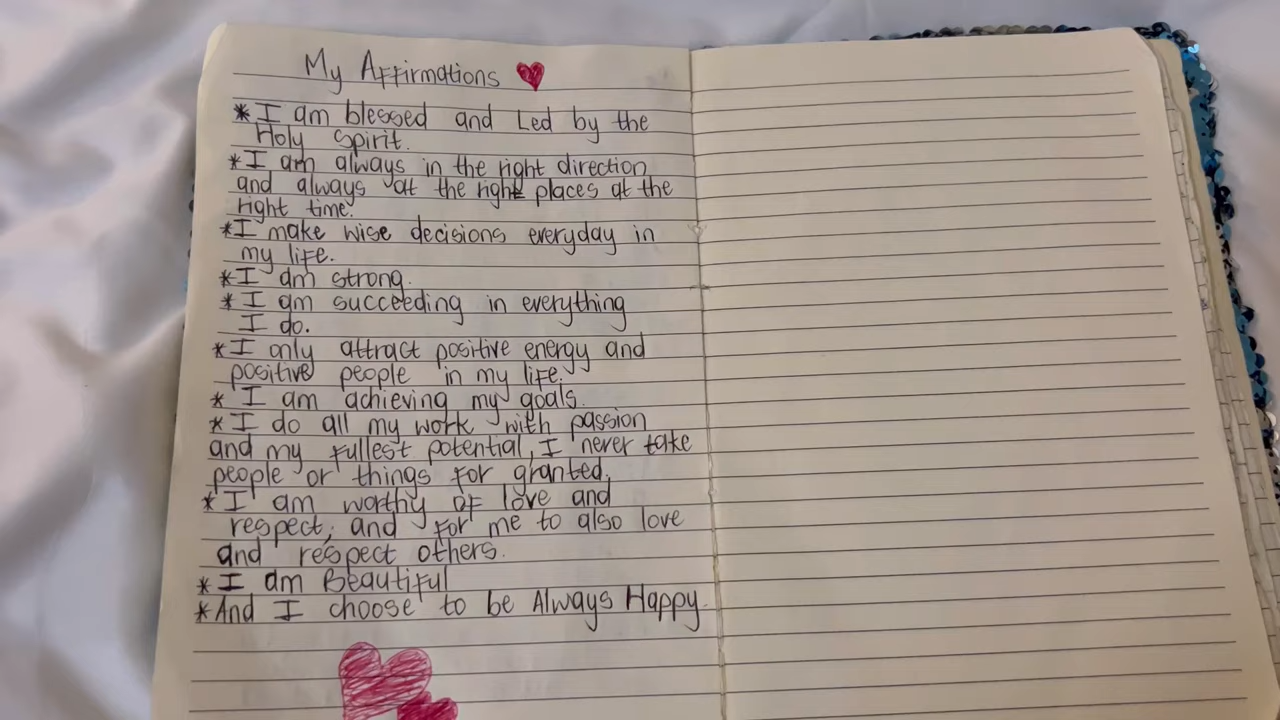 My Affirmations
* I am blessed and Led by the
Holy Spirit.
* I am always in the right direction
and always at the right places at the
right time.
* I make wise decisions everyday in
my life.
* I am strong.
* I am succeeding in everything
I do.
* I only attract positive energy and
positive people in my life.
* I am achieving my goals.
* I do all my work with passion
and my fullest potential, I never take
people or things for granted.
* I am worthy of love and
respect, and for me to also love
and respect others.
* I am Beautiful
* And I choose to be Always Happy.